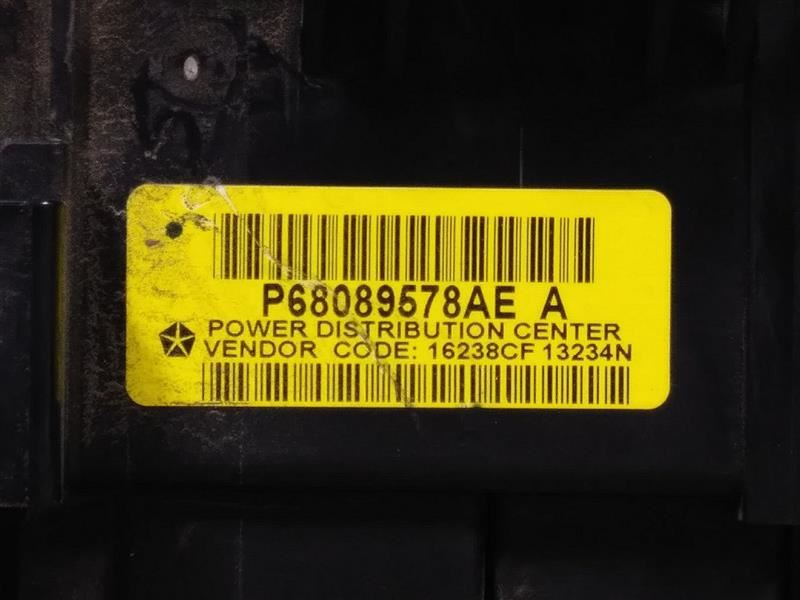 P68089578AE A
POWER DISTRIBUTION CENTER
VENDOR CODE: 16238CF 13234N